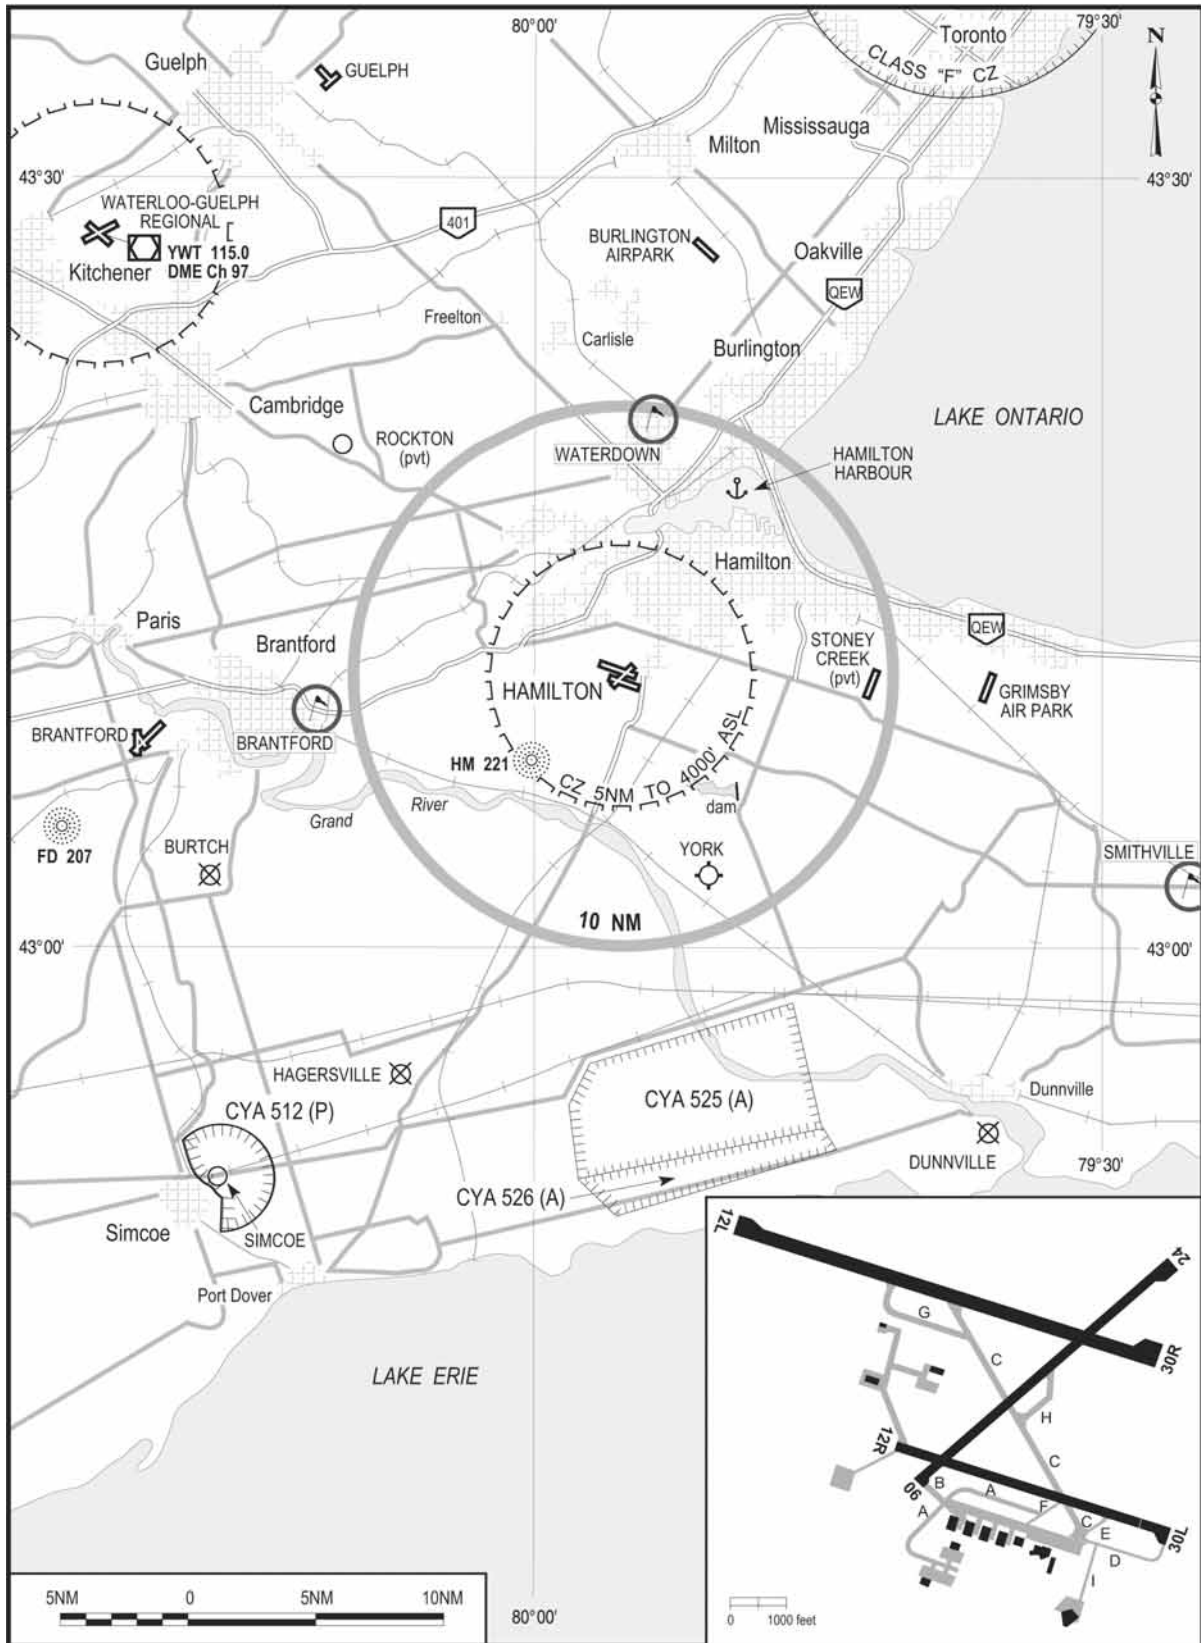 80°00'
79°30'
Toronto
CLASS "F" CZ
N
Guelph
GUELPH
Mississauga
Milton
43°30'
43°30'
WATERLOO-GUELPH
REGIONAL
401
YWT 115.0
DME Ch 97
Kitchener
BURLINGTON
AIRPARK
Oakville
QEW
Freelton
Carlisle
Burlington
Cambridge
ROCKTON
(pvt)
WATERDOWN
LAKE ONTARIO
HAMILTON
HARBOUR
Hamilton
Paris
Brantford
QEW
STONEY
CREEK
(pvt)
HAMILTON
GRIMSBY
AIR PARK
BRANTFORD
BRANTFORD
HM 221
CZ 5NM TO 4000' ASL
dam
Grand
River
FD 207
BURTCH
YORK
SMITHVILLE
10 NM
43°00'
43°00'
HAGERSVILLE
CYA 512 (P)
CYA 525 (A)
Dunnville
DUNNVILLE
79°30'
CYA 526 (A)
Simcoe
SIMCOE
Port Dover
LAKE ERIE
12L
24
G
C
30R
H
12R
C
06
B
A
A
F
C
E
30L
D
I
0 1000 feet
5NM 0 5NM 10NM
80°00'